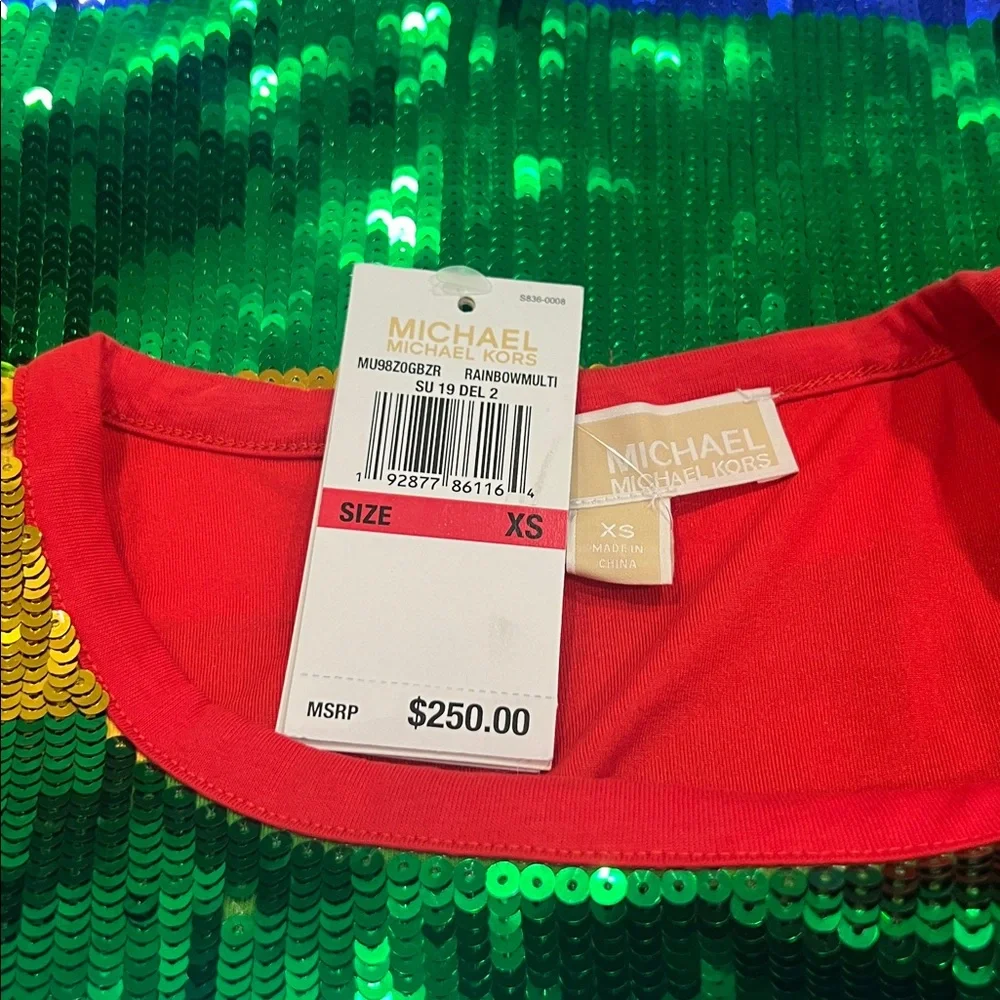 S836-0008
MICHAEL
MICHAEL KORS
MU98Z0GBZR RAINBOWMULTI
SU 19 DEL 2
1 92877 86116 4
SIZE XS
MSRP $250.00
MICHAEL
MICHAEL KORS
XS
MADE IN
CHINA